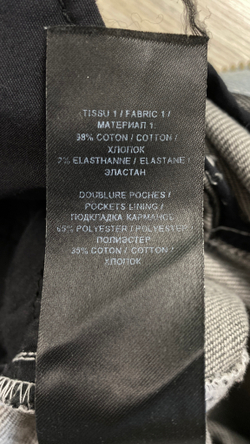 (TISSU 1 / FABRIC 1 /
МАТЕРИАЛ 1:
98% COTON / COTTON /
ХЛОПОК
2% ELASTHANNE / ELASTANE /
ЭЛАСТАН
DOUBLURE POCHES /
POCKETS LINING /
ПОДКЛАДКА КАРМАНОВ
65% POLYESTER / POLYESTER /
ПОЛИЭСТЕР
35% COTON / COTTON /
ХЛОПОК